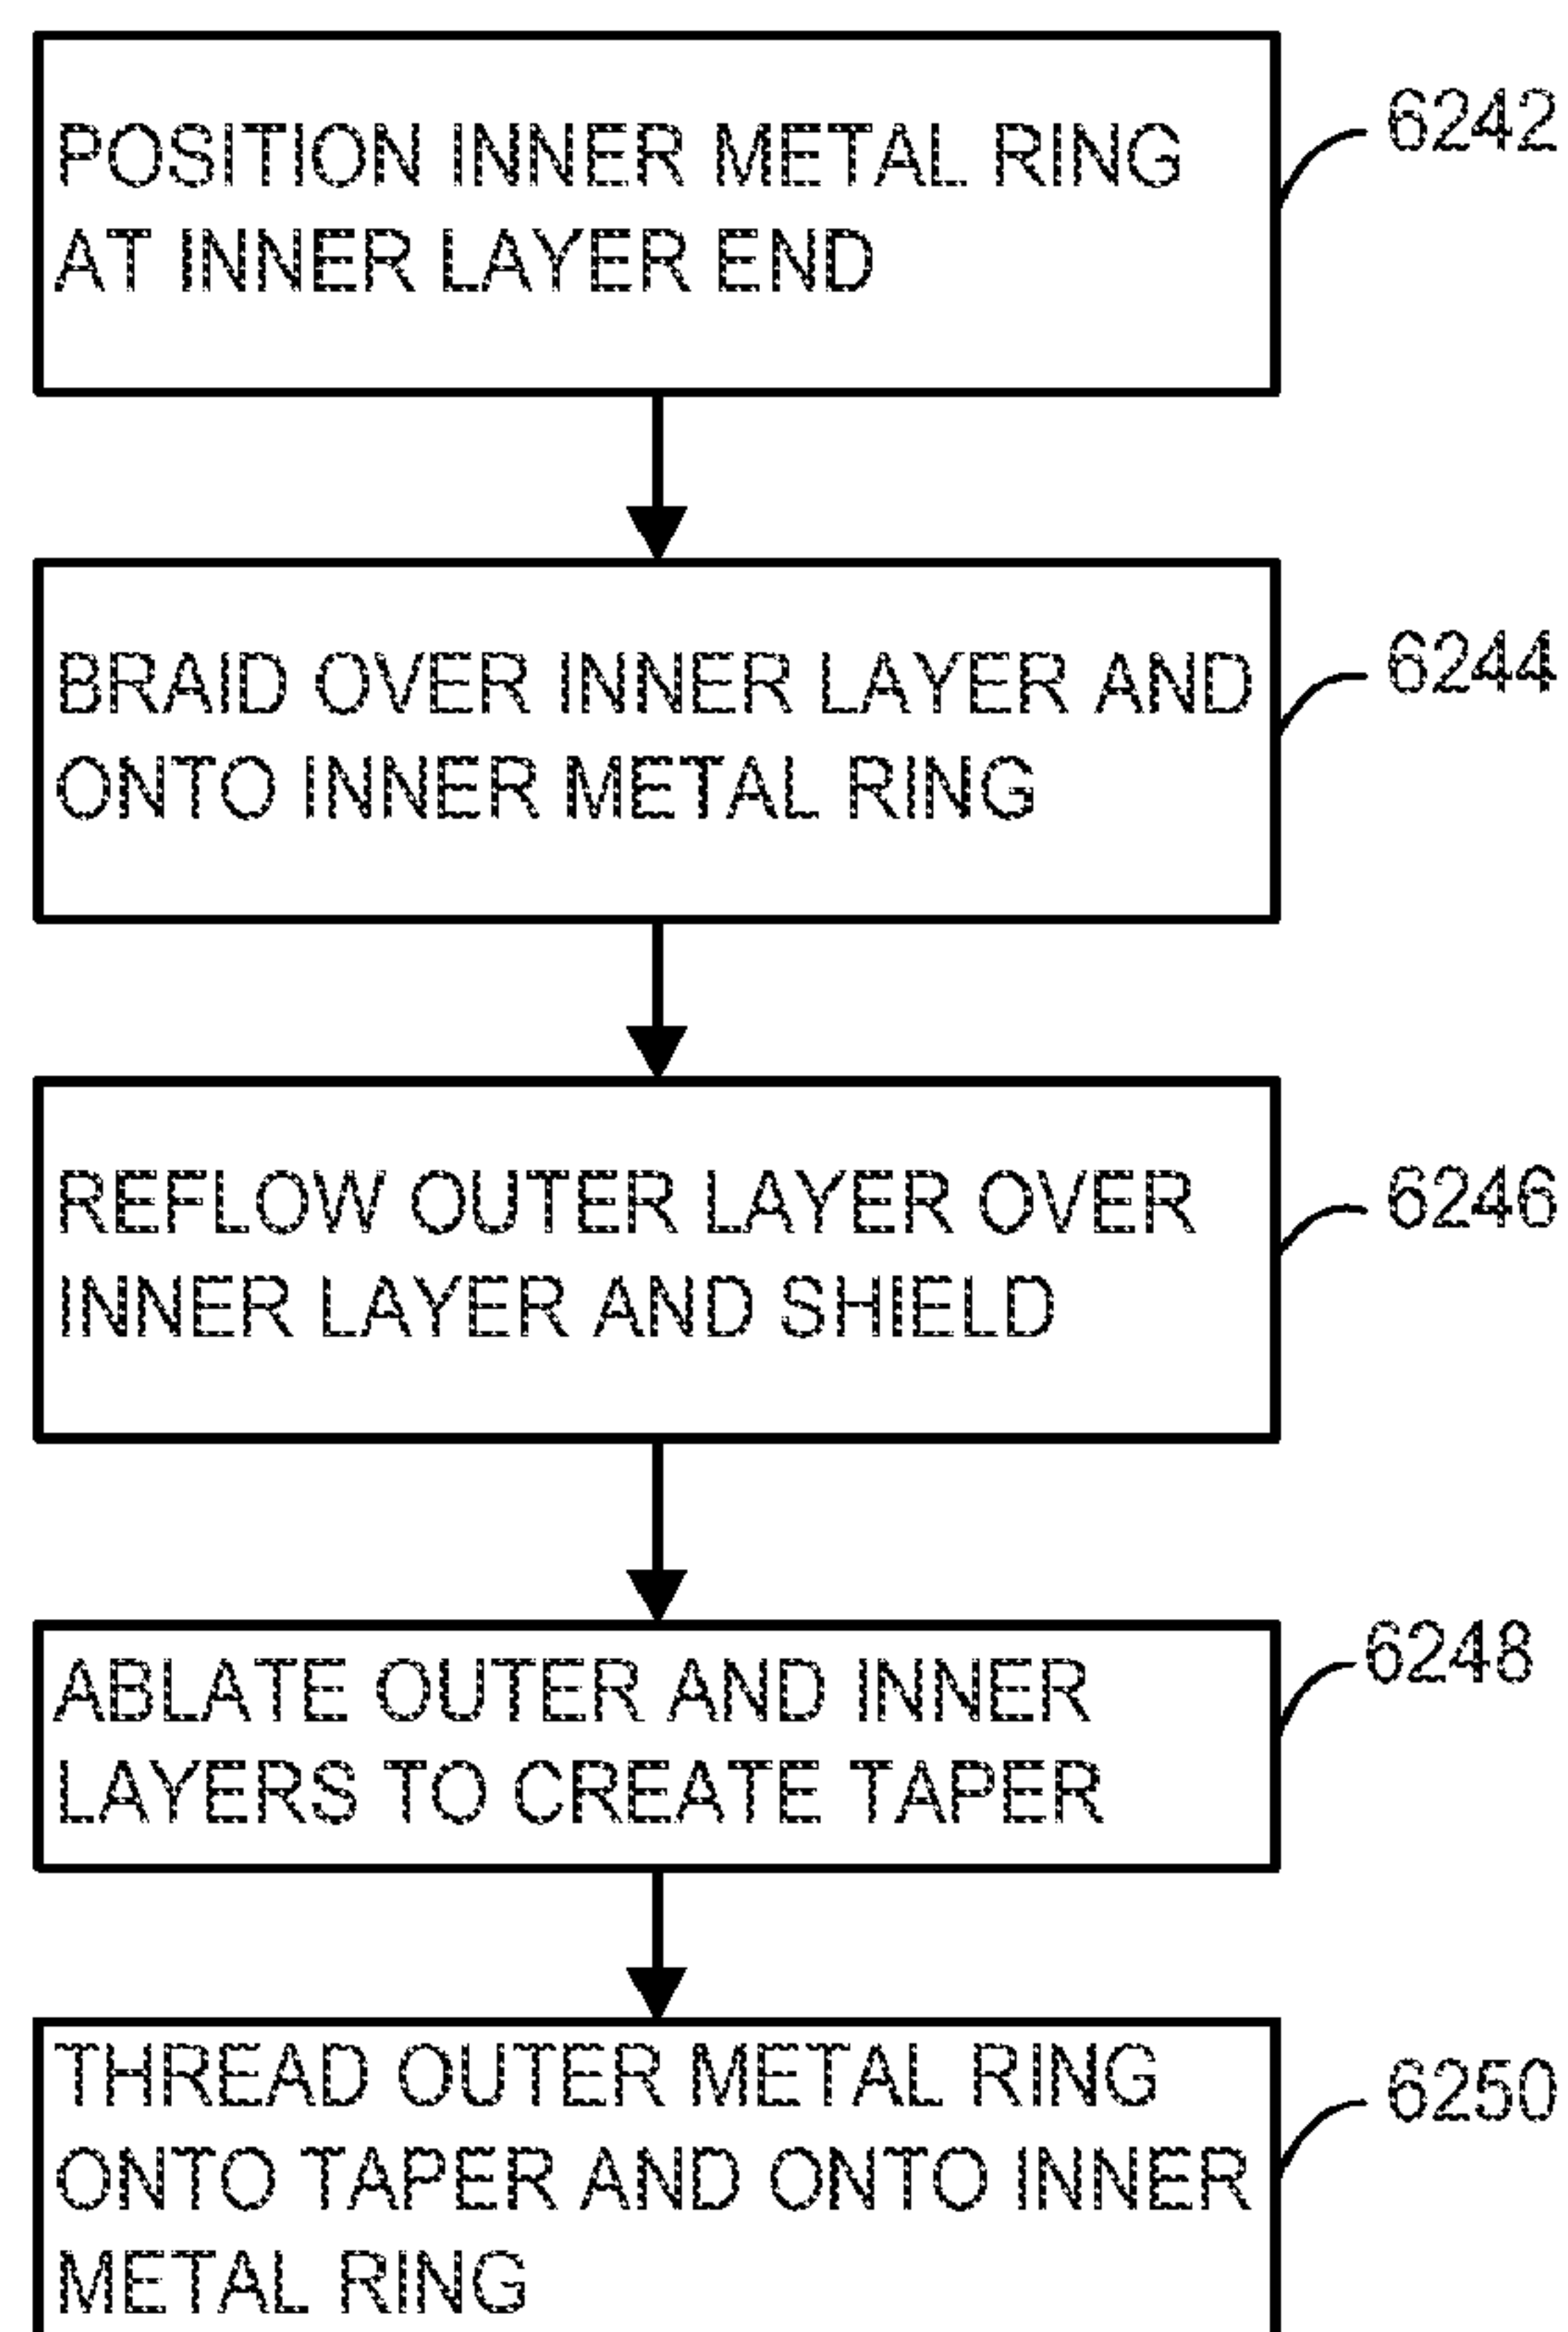 POSITION INNER METAL RING
AT INNER LAYER END
6242
BRAID OVER INNER LAYER AND
ONTO INNER METAL RING
6244
REFLOW OUTER LAYER OVER
INNER LAYER AND SHIELD
6246
ABLATE OUTER AND INNER
LAYERS TO CREATE TAPER
6248
THREAD OUTER METAL RING
ONTO TAPER AND ONTO INNER
METAL RING
6250